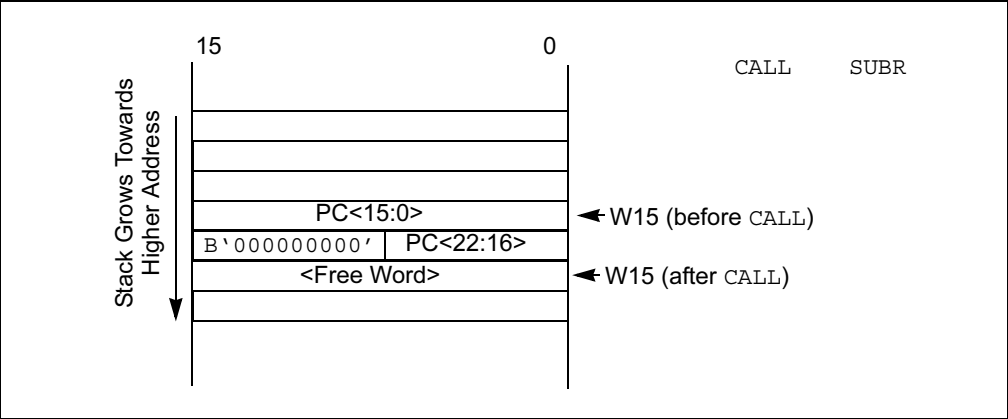 15
0
CALL SUBR
Stack Grows Towards
Higher Address
PC<15:0>
W15 (before CALL)
B‘000000000’
PC<22:16>
<Free Word>
W15 (after CALL)